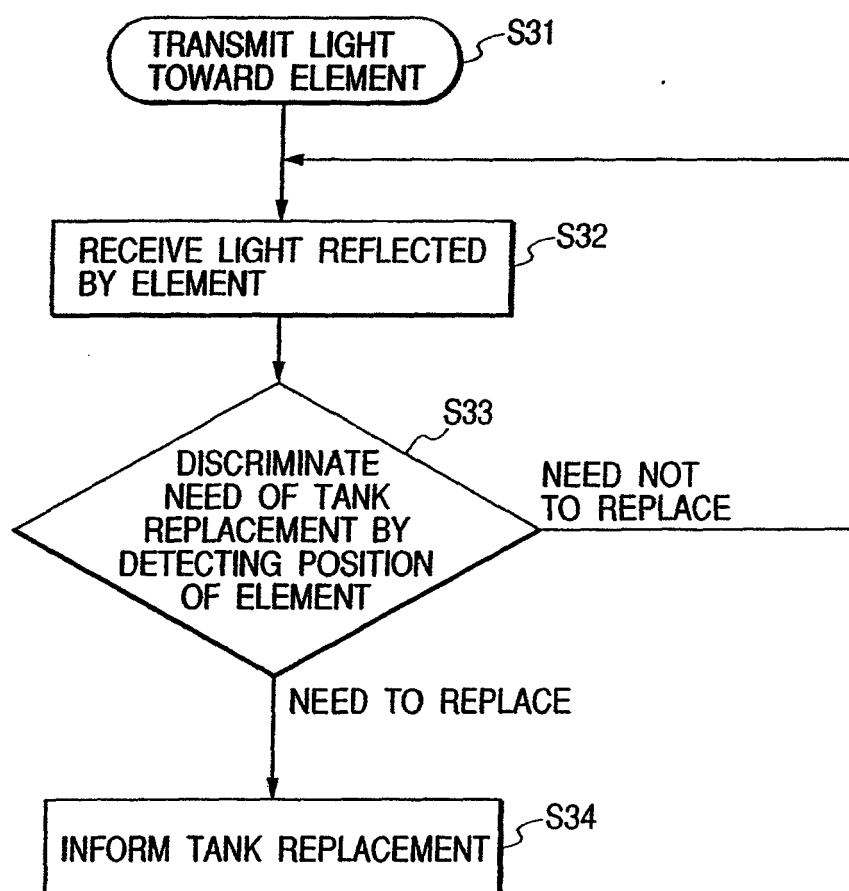 TRANSMIT LIGHT
TOWARD ELEMENT
S31
RECEIVE LIGHT REFLECTED
BY ELEMENT
S32
S33
DISCRIMINATE
NEED OF TANK
REPLACEMENT BY
DETECTING POSITION
OF ELEMENT
NEED NOT
TO REPLACE
NEED TO REPLACE
S34
INFORM TANK REPLACEMENT